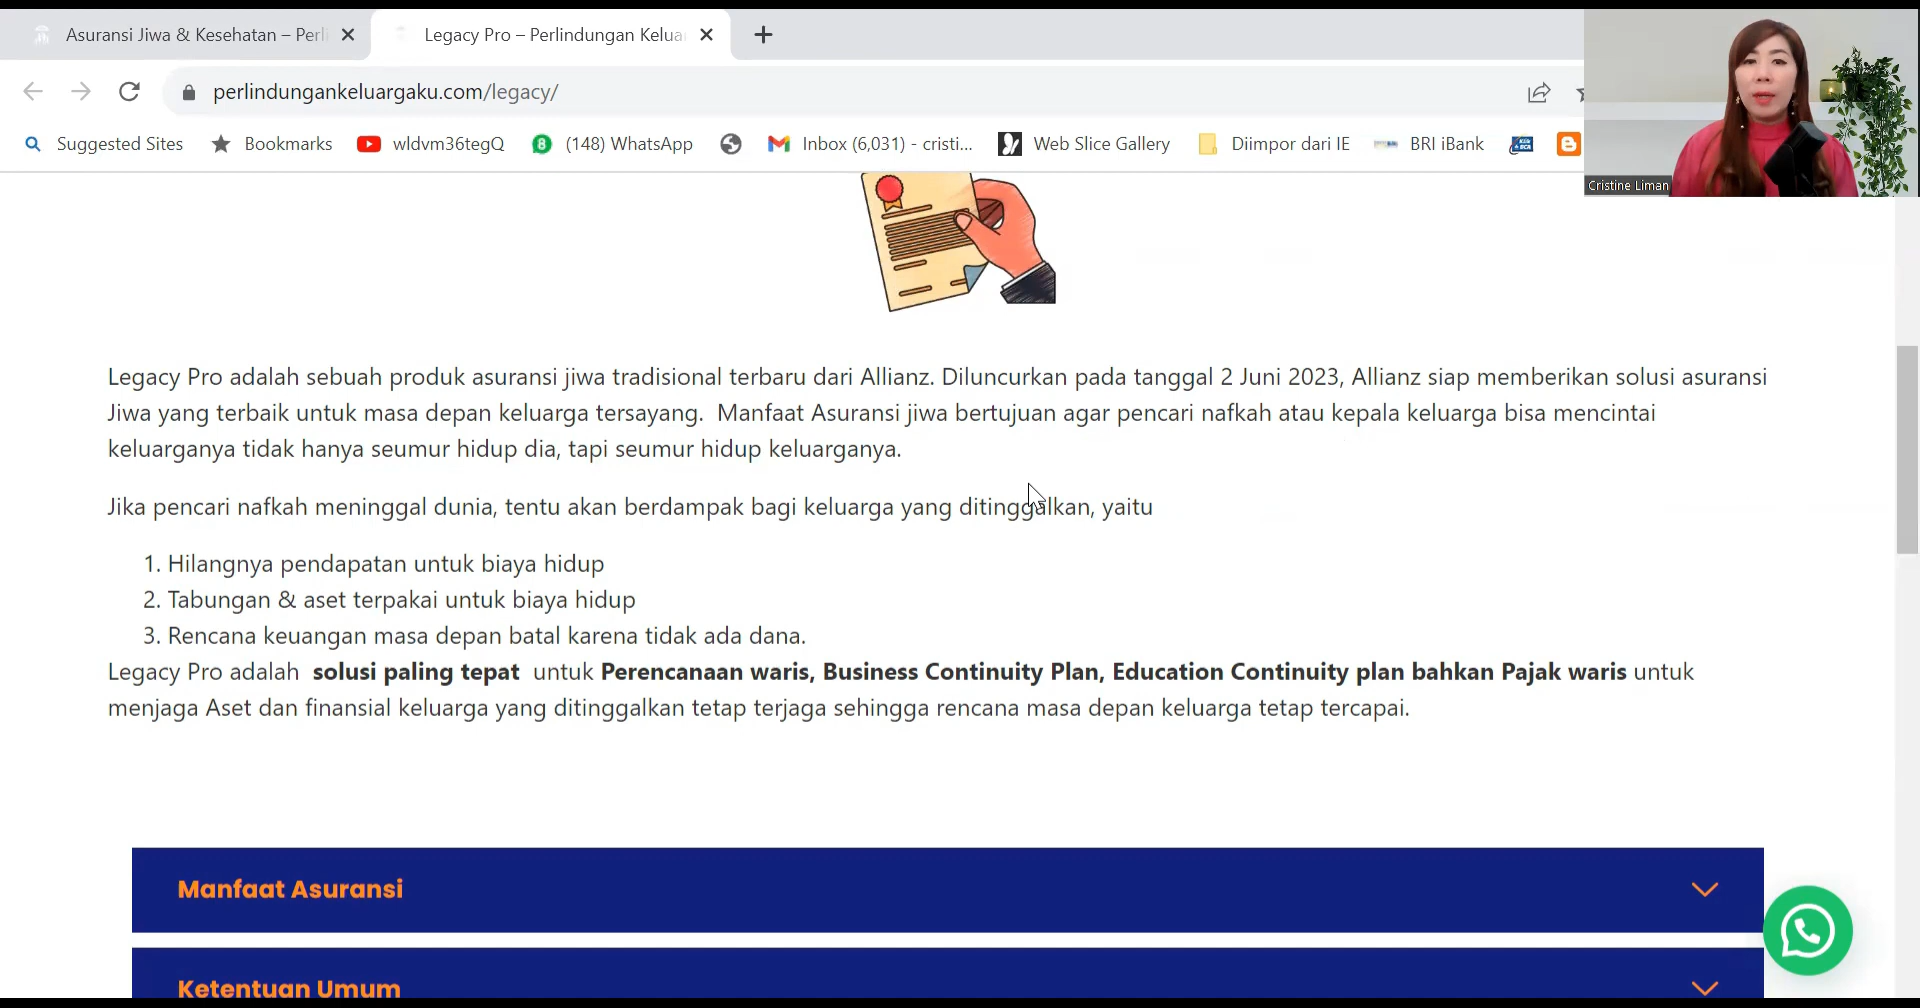 Asuransi Jiwa & Kesehatan – Perli
Legacy Pro – Perlindungan Kelua
perlindungankeluargaku.com/legacy/
Suggested Sites
Bookmarks
wldvm36tegQ
8
(148) WhatsApp
Inbox (6,031) - cristi...
Web Slice Gallery
Diimpor dari IE
BRI iBank
Cristine Liman
Legacy Pro adalah sebuah produk asuransi jiwa tradisional terbaru dari Allianz. Diluncurkan pada tanggal 2 Juni 2023, Allianz siap memberikan solusi asuransi
Jiwa yang terbaik untuk masa depan keluarga tersayang. Manfaat Asuransi jiwa bertujuan agar pencari nafkah atau kepala keluarga bisa mencintai
keluarganya tidak hanya seumur hidup dia, tapi seumur hidup keluarganya.
Jika pencari nafkah meninggal dunia, tentu akan berdampak bagi keluarga yang ditinggalkan, yaitu
1. Hilangnya pendapatan untuk biaya hidup
2. Tabungan & aset terpakai untuk biaya hidup
3. Rencana keuangan masa depan batal karena tidak ada dana.
Legacy Pro adalah solusi paling tepat untuk Perencanaan waris, Business Continuity Plan, Education Continuity plan bahkan Pajak waris untuk
menjaga Aset dan finansial keluarga yang ditinggalkan tetap terjaga sehingga rencana masa depan keluarga tetap tercapai.
Manfaat Asuransi
Ketentuan Umum